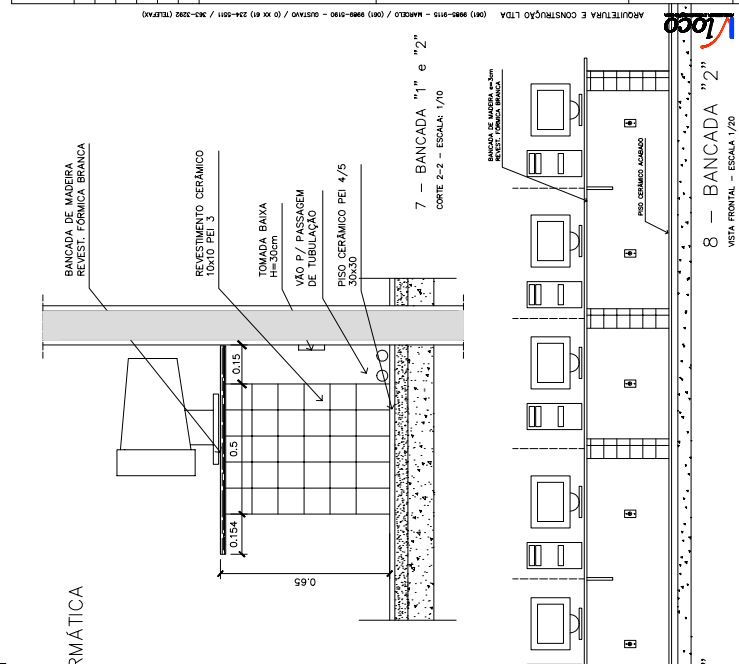 ARQUITETURA E CONSTRUÇÃO LTDA
(061) 9985-9115 - MARCELO / (061) 9989-5190 - GUSTAVO / (0 XX 61) 234-5511 / 363-3292 (TELEFAX)
loco
BANCADA DE MADEIRA
REVEST. FÓRMICA BRANCA
REVESTIMENTO CERÂMICO
10x10 PEI 3
TOMADA BAIXA
H=30cm
VÃO P/ PASSAGEM
DE TUBULAÇÃO
PISO CERÂMICO PEI 4/5
30x30
0.15
0.5
0.154
0.65
7 - BANCADA "1" e "2"
CORTE 2-2 - ESCALA: 1/10
BANCADA DE MADEIRA e=3cm
REVEST. FÓRMICA BRANCA
PISO CERÂMICO ACABADO
8 - BANCADA "2"
VISTA FRONTAL - ESCALA 1/20
RMÁTICA
"